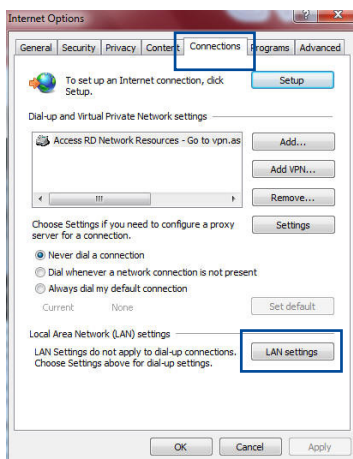 Internet Options
General Security Privacy Content Connections Programs Advanced
To set up an Internet connection, click
Setup.
Setup
Dial-up and Virtual Private Network settings
Access RD Network Resources - Go to vpn.as
Add...
Add VPN...
Remove...
Choose Settings if you need to configure a proxy
server for a connection.
Settings
Never dial a connection
Dial whenever a network connection is not present
Always dial my default connection
Current None
Set default
Local Area Network (LAN) settings
LAN Settings do not apply to dial-up connections.
Choose Settings above for dial-up settings.
LAN settings
OK Cancel Apply